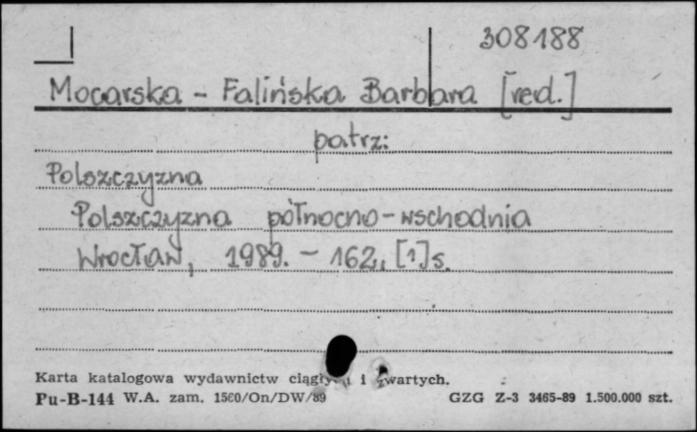 308188
Mocarska - Falińska Barbara [red.]
patrz:
Polszczyzna
Polszczyzna północno-wschodnia
Wrocław, 1989. - 162, [1] s.
Karta katalogowa wydawnictw ciągłych i zwartych.
Pu-B-144 W.A. zam. 1560/On/DW/89 GZG Z-3 3465-89 1.500.000 szt.